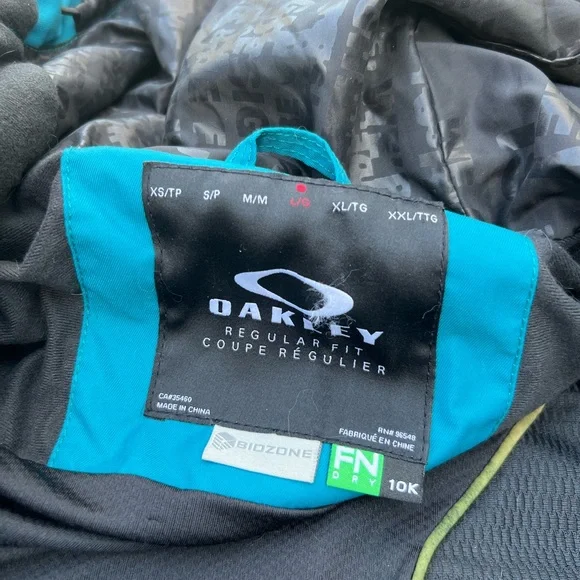 XS/TP S/P M/M L/G XL/TG XXL/TTG
OAKLEY
REGULAR FIT
COUPE RÉGULIER
CA#35460
MADE IN CHINA
RN# 96549
FABRIQUÉ EN CHINE
BIOZONE
FN
DRY
10K